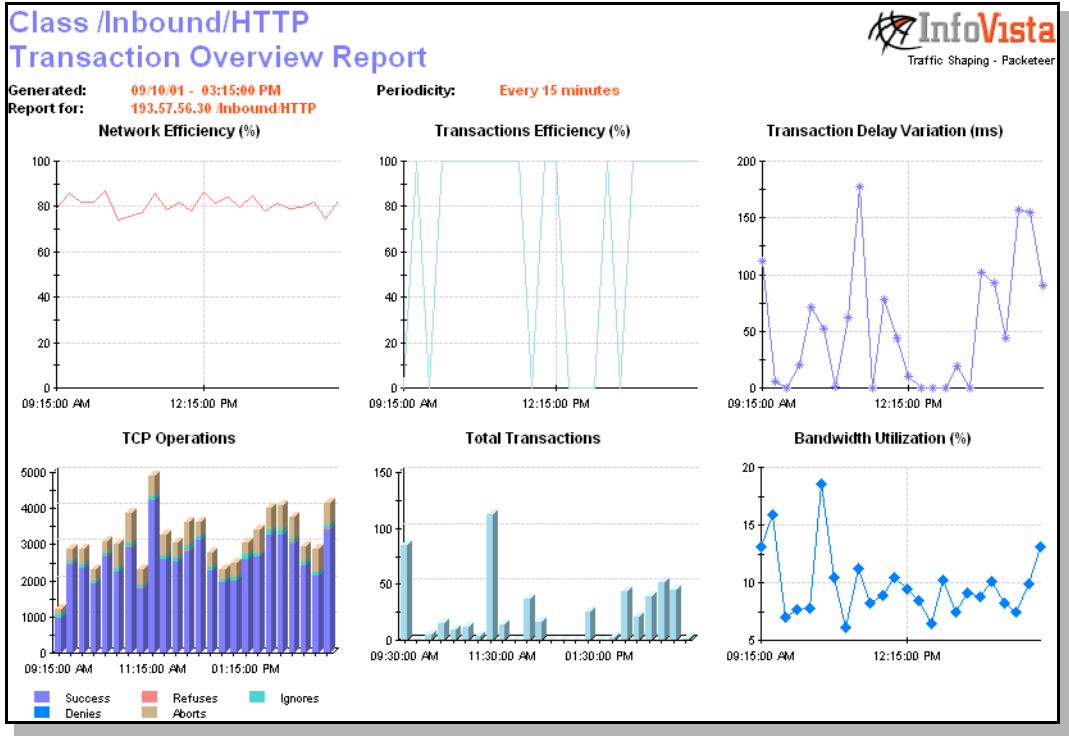 Class /Inbound/HTTP
Transaction Overview Report
InfoVista
Traffic Shaping - Packeteer
Generated: 09/10/01 - 03:15:00 PM Periodicity: Every 15 minutes
Report for: 193.57.56.30 /Inbound/HTTP
Network Efficiency (%)
100
80
60
40
20
0
09:15:00 AM 12:15:00 PM
Transactions Efficiency (%)
100
80
60
40
20
0
09:15:00 AM 12:15:00 PM
Transaction Delay Variation (ms)
200
150
100
50
0
09:15:00 AM 12:15:00 PM
TCP Operations
5000
4000
3000
2000
1000
0
09:15:00 AM 11:15:00 AM 01:15:00 PM
Success Refuses Ignores
Denies Aborts
Total Transactions
150
100
50
0
09:30:00 AM 11:30:00 AM 01:30:00 PM
Bandwidth Utilization (%)
20
15
10
5
09:15:00 AM 12:15:00 PM